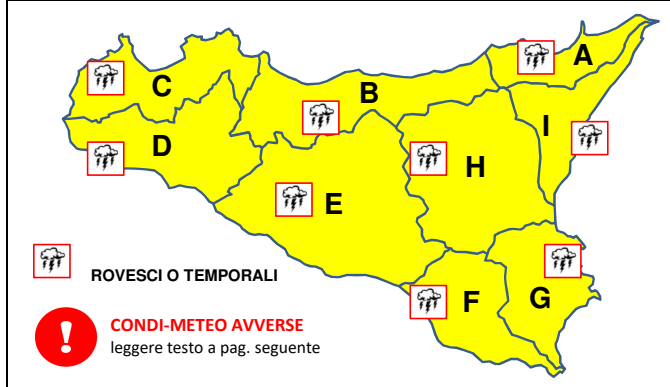 A
C
B
I
D
H
E
F
G
ROVESCI O TEMPORALI
!
CONDI-METEO AVVERSE
leggere testo a pag. seguente